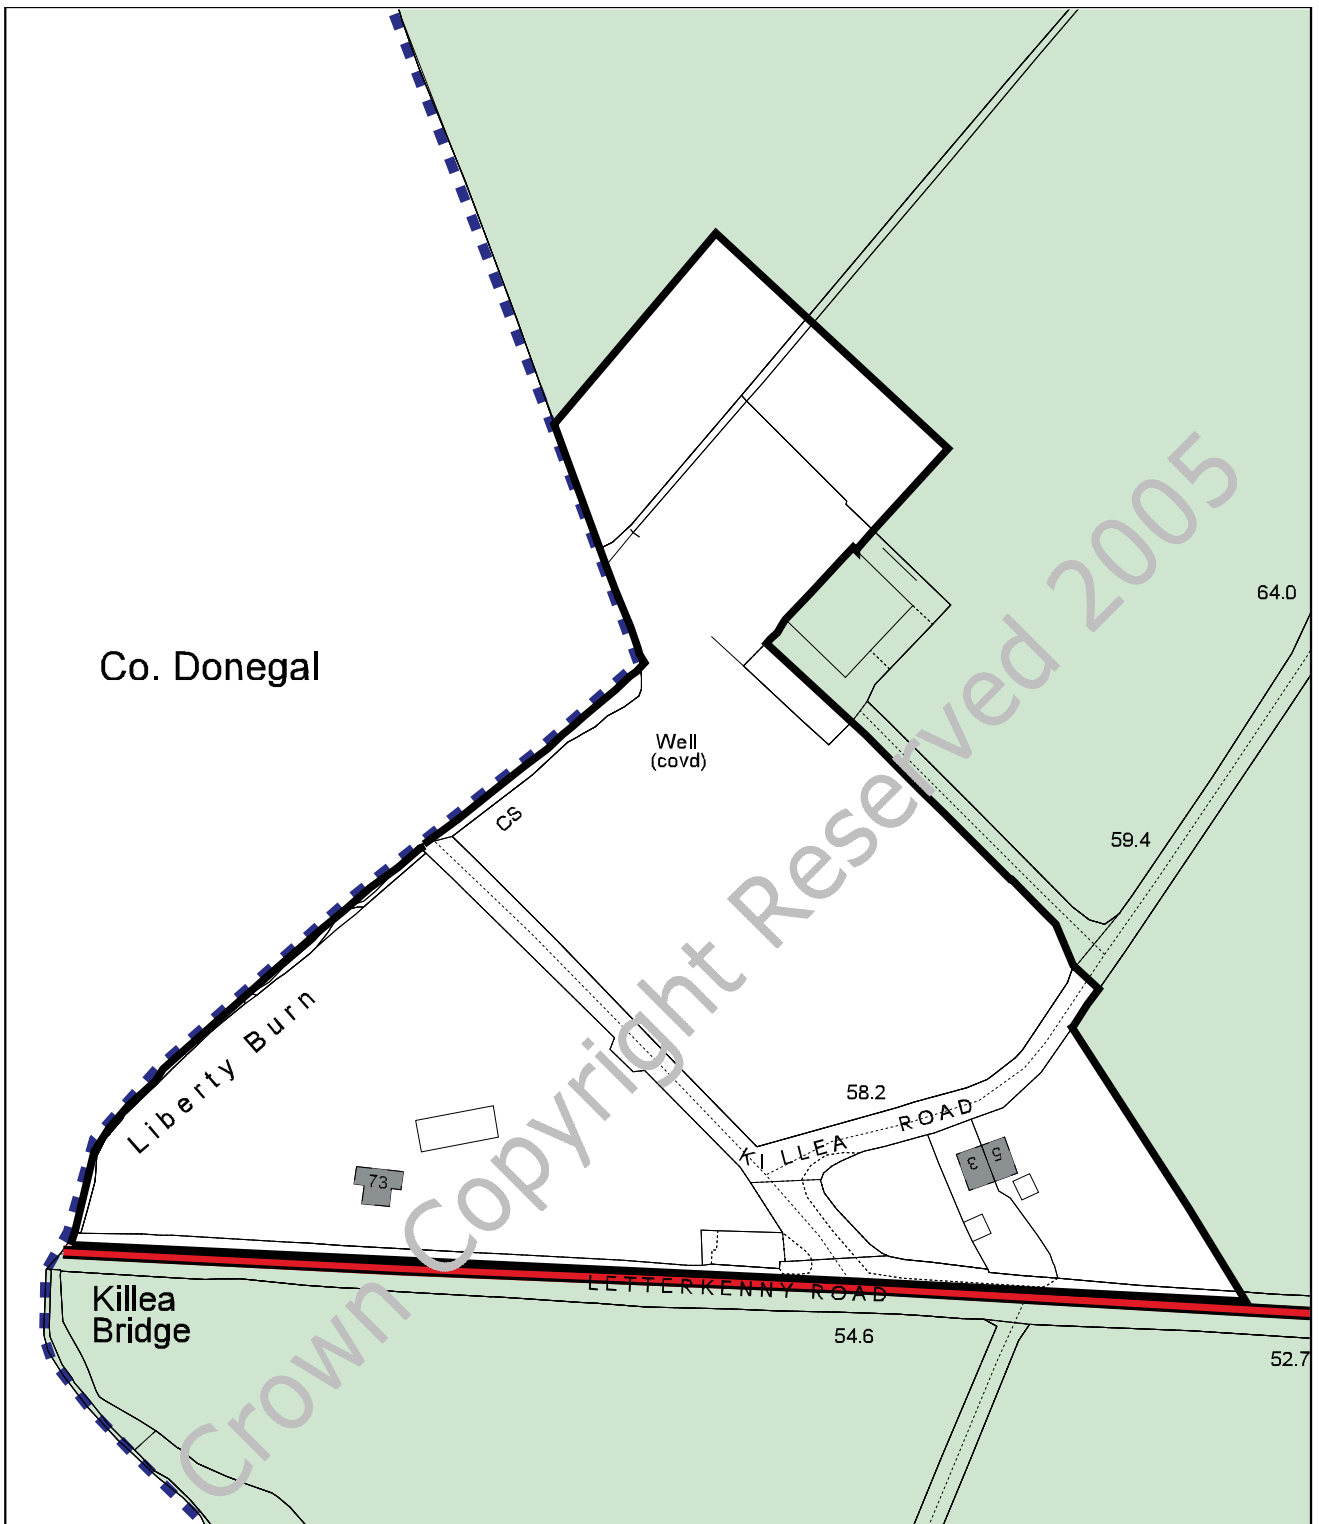 64.0
Co. Donegal
Well
(covd)
CS
59.4
Liberty Burn
58.2
KILLEA ROAD
3
5
73
LETTERKENNY ROAD
Killea
Bridge
54.6
52.7
Crown Copyright Reserved 2005